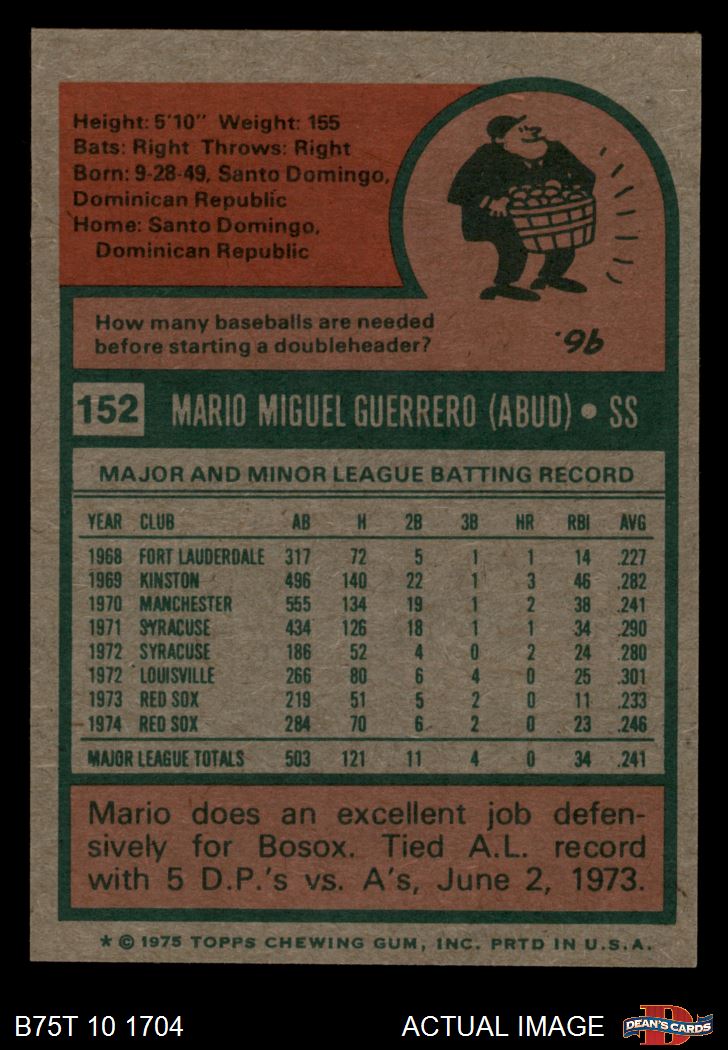 Height: 5'10" Weight: 155
Bats: Right Throws: Right
Born: 9-28-49, Santo Domingo,
Dominican Republic
Home: Santo Domingo,
Dominican Republic
How many baseballs are needed
before starting a doubleheader?
96.
152 MARIO MIGUEL GUERRERO (ABUD) • SS
MAJOR AND MINOR LEAGUE BATTING RECORD
YEAR CLUB AB H 2B 3B HR RBI AVG
1968 FORT LAUDERDALE 317 72 5 1 1 14 .227
1969 KINSTON 496 140 22 1 3 46 .282
1970 MANCHESTER 555 134 19 1 2 38 .241
1971 SYRACUSE 434 126 18 1 1 34 .290
1972 SYRACUSE 186 52 4 0 2 24 .280
1972 LOUISVILLE 266 80 6 4 0 25 .301
1973 RED SOX 219 51 5 2 0 11 .233
1974 RED SOX 284 70 6 2 0 23 .246
MAJOR LEAGUE TOTALS 503 121 11 4 0 34 .241
Mario does an excellent job defen-
sively for Bosox. Tied A.L. record
with 5 D.P.'s vs. A's, June 2, 1973.
* © 1975 TOPPS CHEWING GUM, INC. PRTD IN U.S.A.
B75T 10 1704 ACTUAL IMAGE
D
DEAN'S CARDS